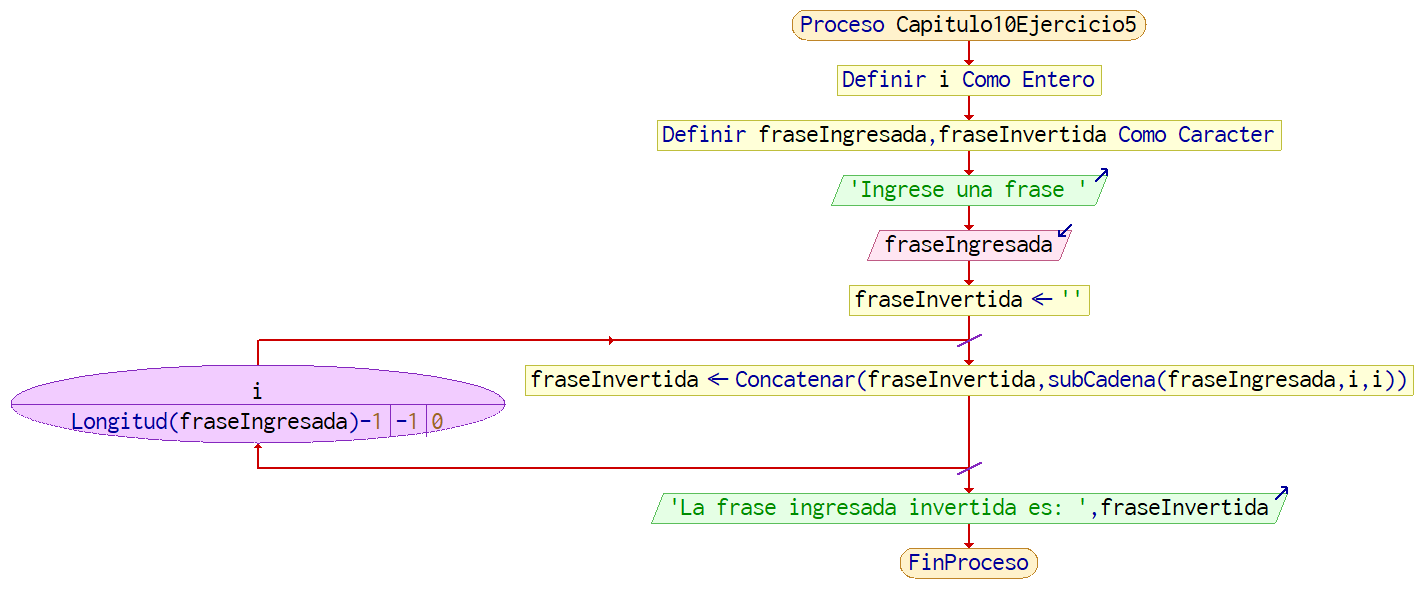 Proceso Capitulo10Ejercicio5
Definir i Como Entero
Definir fraseIngresada,fraseInvertida Como Caracter
'Ingrese una frase '
fraseIngresada
fraseInvertida ← ''
i
Longitud(fraseIngresada)-1 -1 0
fraseInvertida ← Concatenar(fraseInvertida,subCadena(fraseIngresada,i,i))
'La frase ingresada invertida es: ',fraseInvertida
FinProceso